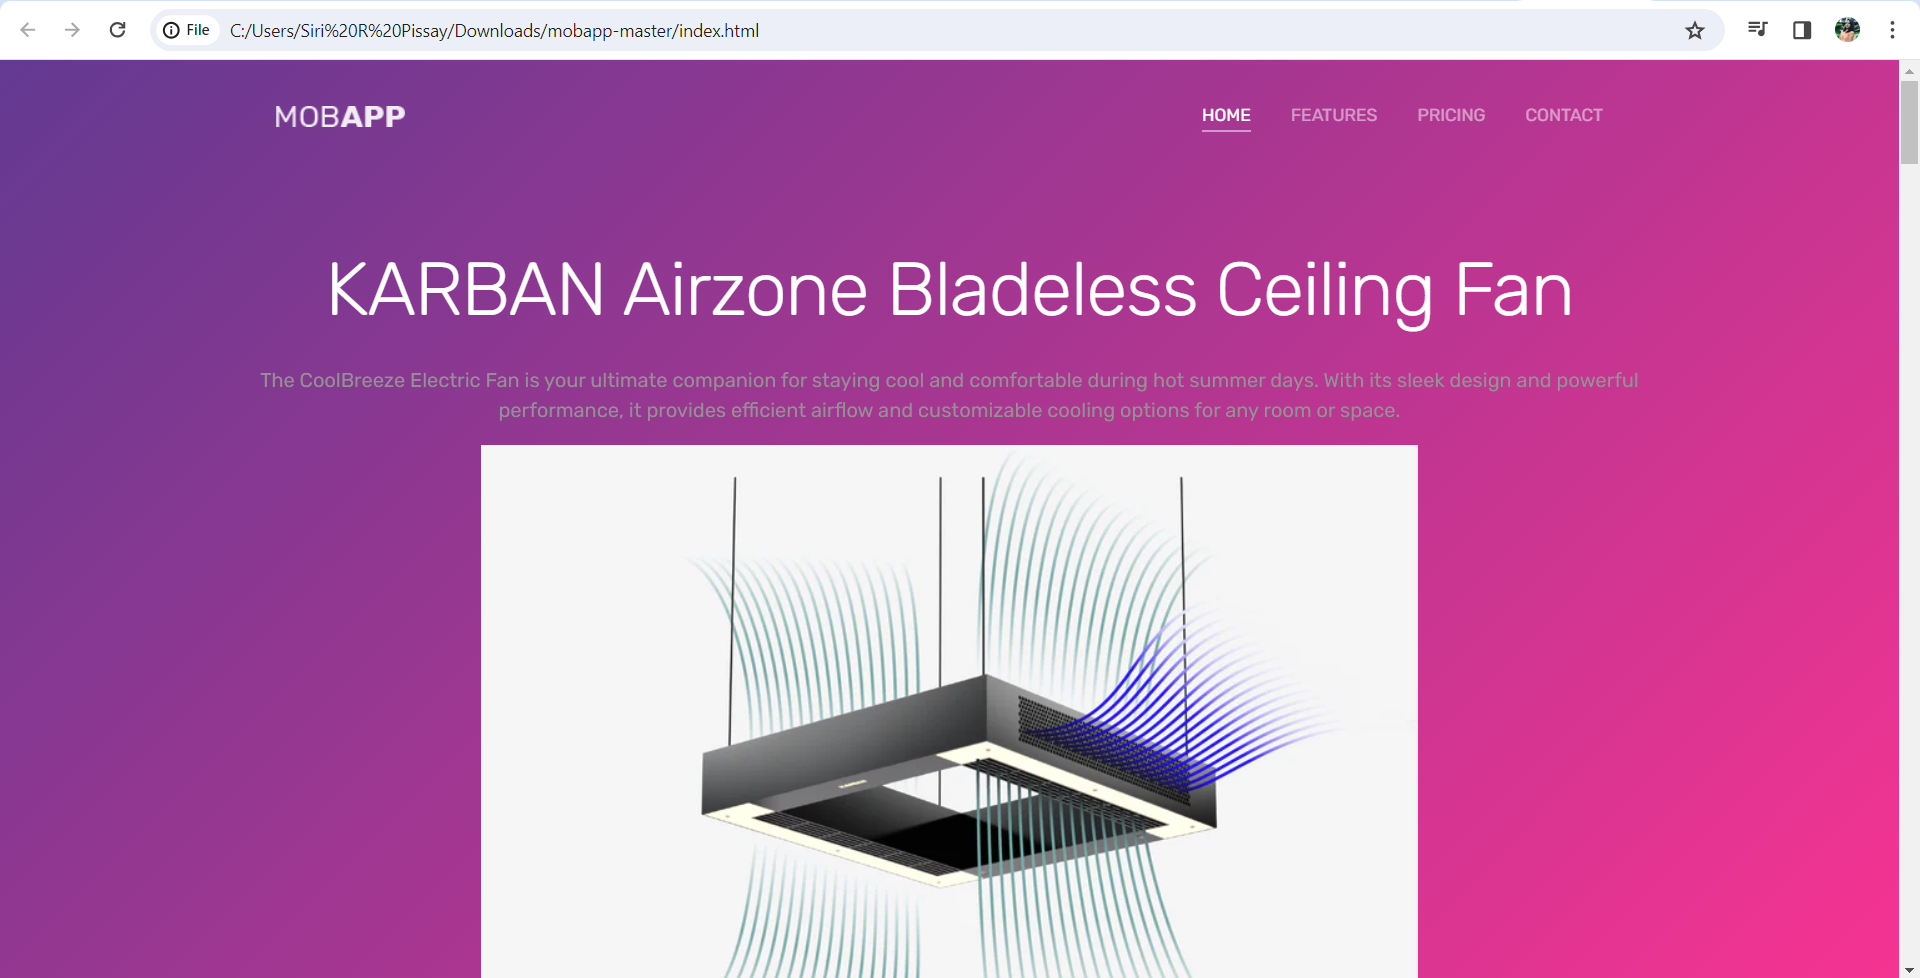 File C:/Users/Siri%20R%20Pissay/Downloads/mobapp-master/index.html
MOBAPP HOME FEATURES PRICING CONTACT
KARBAN Airzone Bladeless Ceiling Fan
The CoolBreeze Electric Fan is your ultimate companion for staying cool and comfortable during hot summer days. With its sleek design and powerful
performance, it provides efficient airflow and customizable cooling options for any room or space.
KARBAN